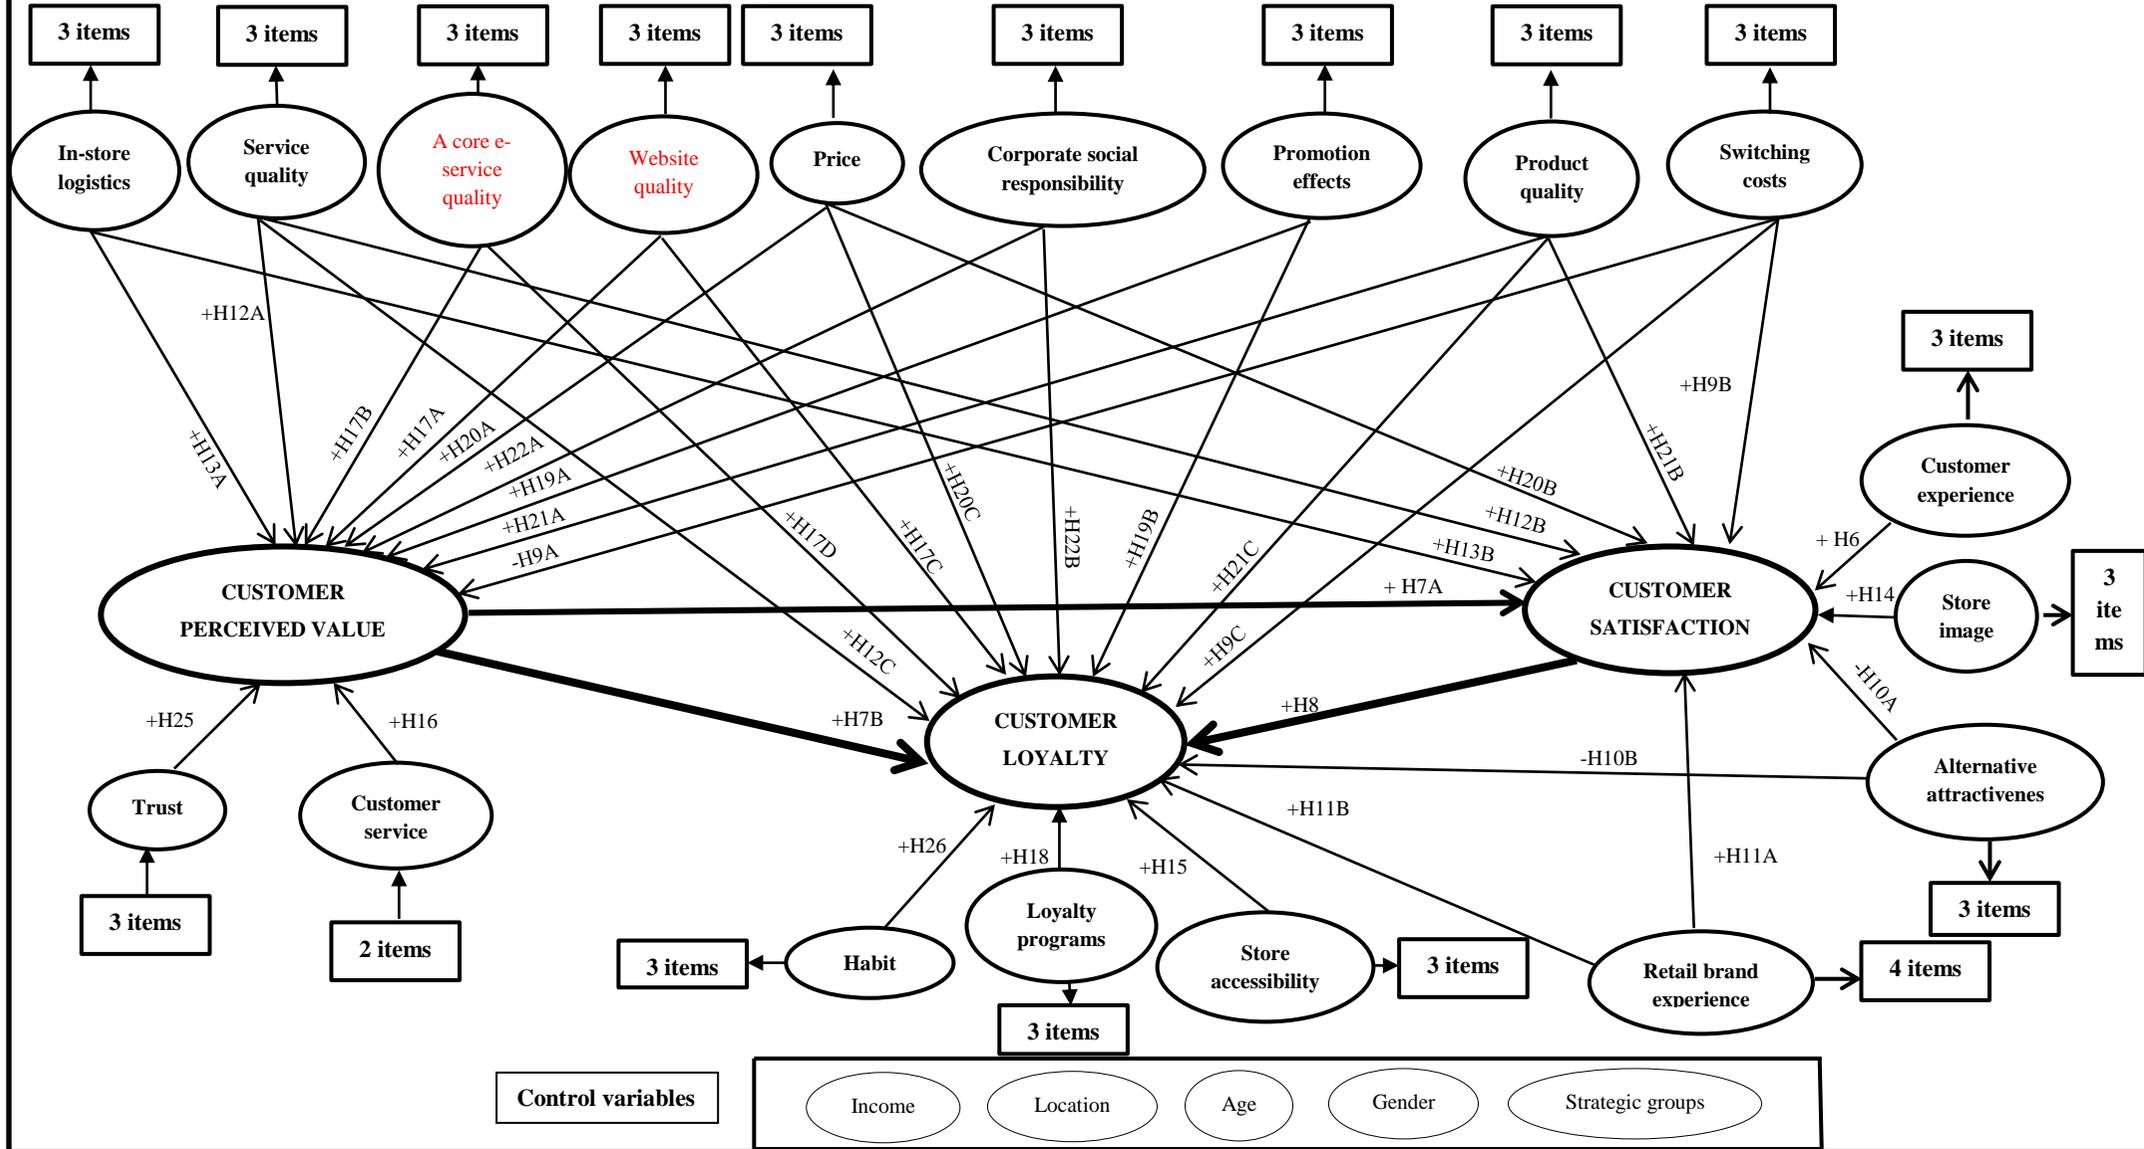 3 items
3 items
3 items
3 items
3 items
3 items
3 items
3 items
3 items
In-store
logistics
Service
quality
A core e-
service
quality
Website
quality
Price
Corporate social
responsibility
Promotion
effects
Product
quality
Switching
costs
+H12A
+H13A
+H17B
+H17A
+H20A
+H22A
+H19A
+H21A
-H9A
+H17D
+H17C
+H20C
+H22B
+H19B
+H21C
+H9C
+H12C
+H20B
+H12B
+H13B
+H21B
+H9B
3 items
Customer
experience
+ H6
CUSTOMER
PERCEIVED VALUE
+ H7A
CUSTOMER
SATISFACTION
+H14
Store
image
3
ite
ms
-H10A
+H25
+H16
+H7B
CUSTOMER
LOYALTY
+H8
-H10B
Alternative
attractivenes
Trust
Customer
service
+H26
+H18
+H15
+H11B
+H11A
3 items
3 items
2 items
3 items
Habit
Loyalty
programs
Store
accessibility
3 items
Retail brand
experience
4 items
3 items
Control variables
Income
Location
Age
Gender
Strategic groups